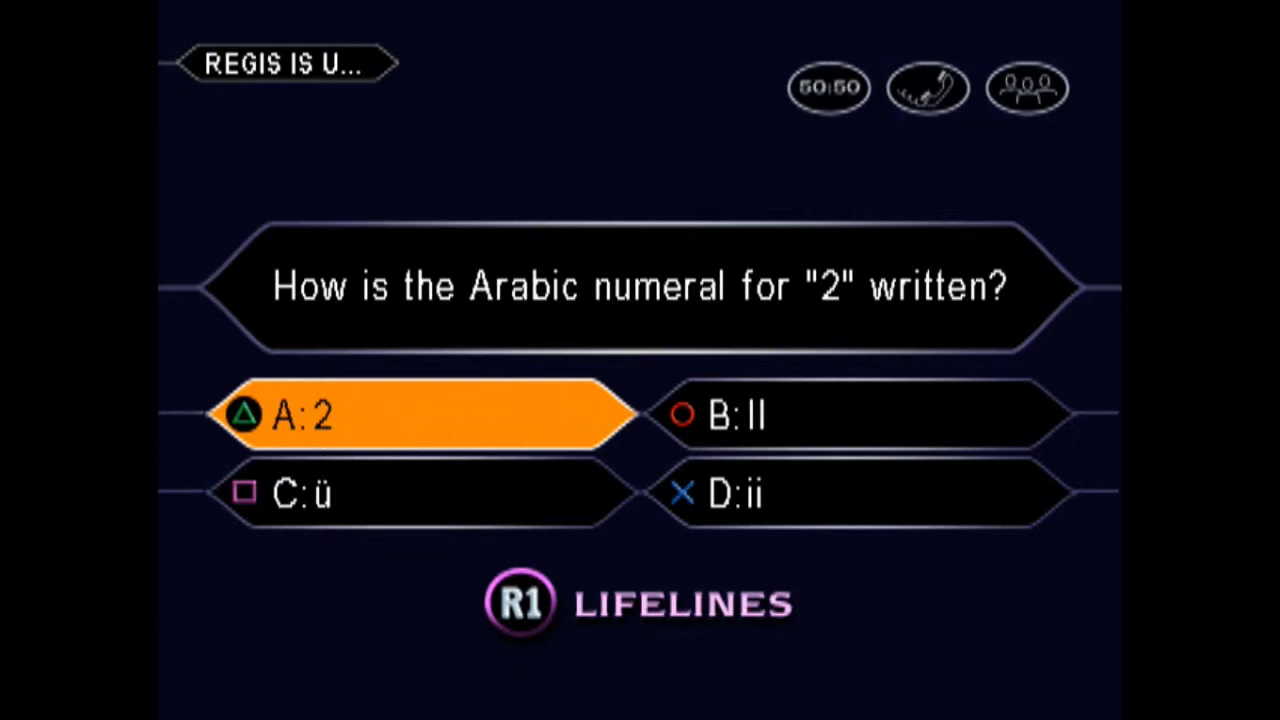 REGIS IS U...
50:50
How is the Arabic numeral for "2" written?
A: 2
B: II
C: ü
D: ii
R1 LIFELINES